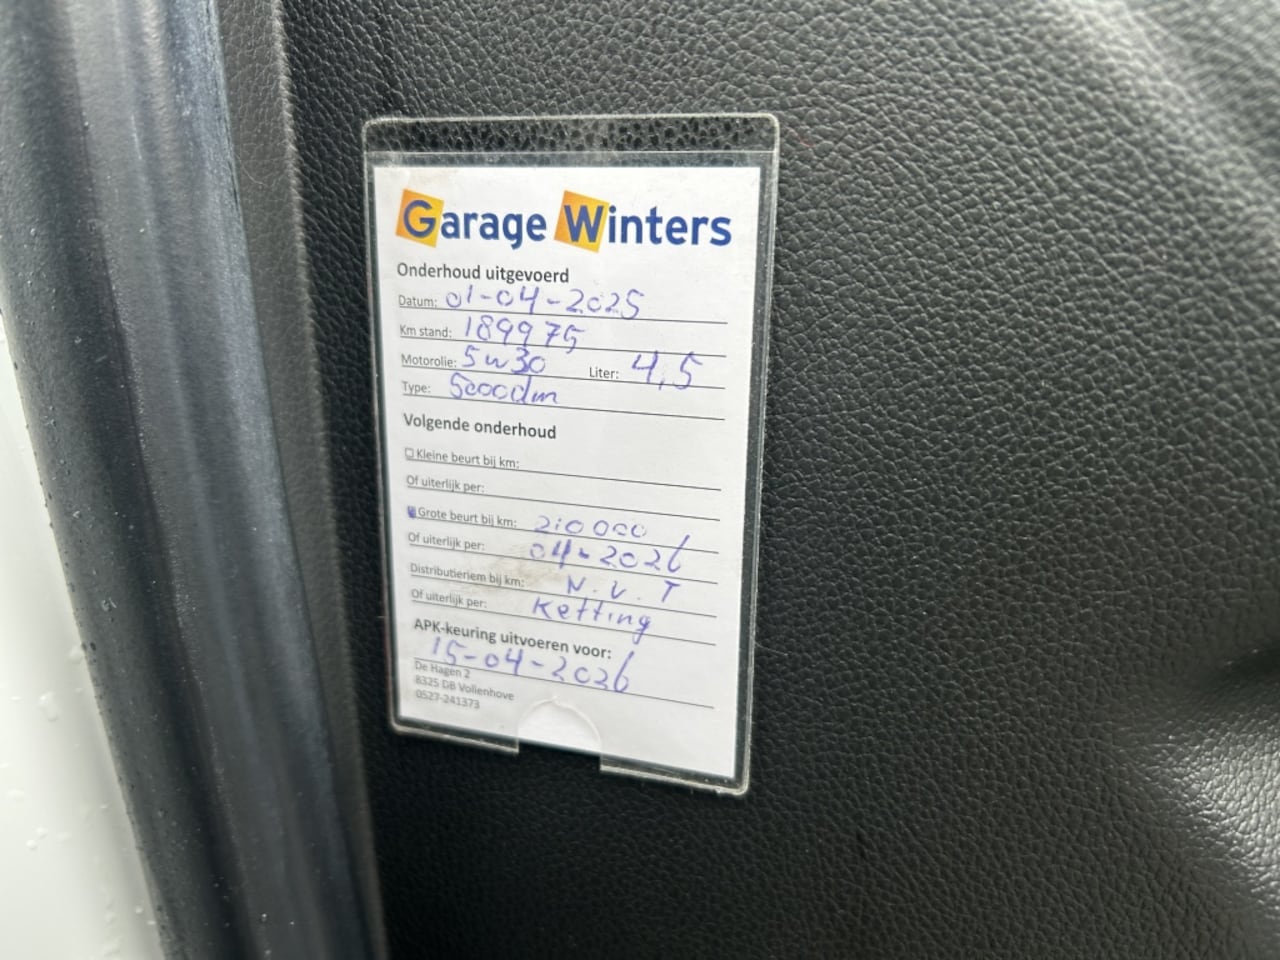 Garage Winters
Onderhoud uitgevoerd
Datum: 01-04-2025
Km stand: 189975
Motorolie: 5w30 Liter: 4,5
Type:
Volgende onderhoud
Kleine beurt bij km:
Of uiterlijk per:
Grote beurt bij km: 210000
Of uiterlijk per: 04-2026
Distributieriem bij km: N.V.T
Of uiterlijk per: Ketting
APK-keuring uitvoeren voor:
15-04-2026
De Hagen 2
8325 DB Vollenhove
0527-241373